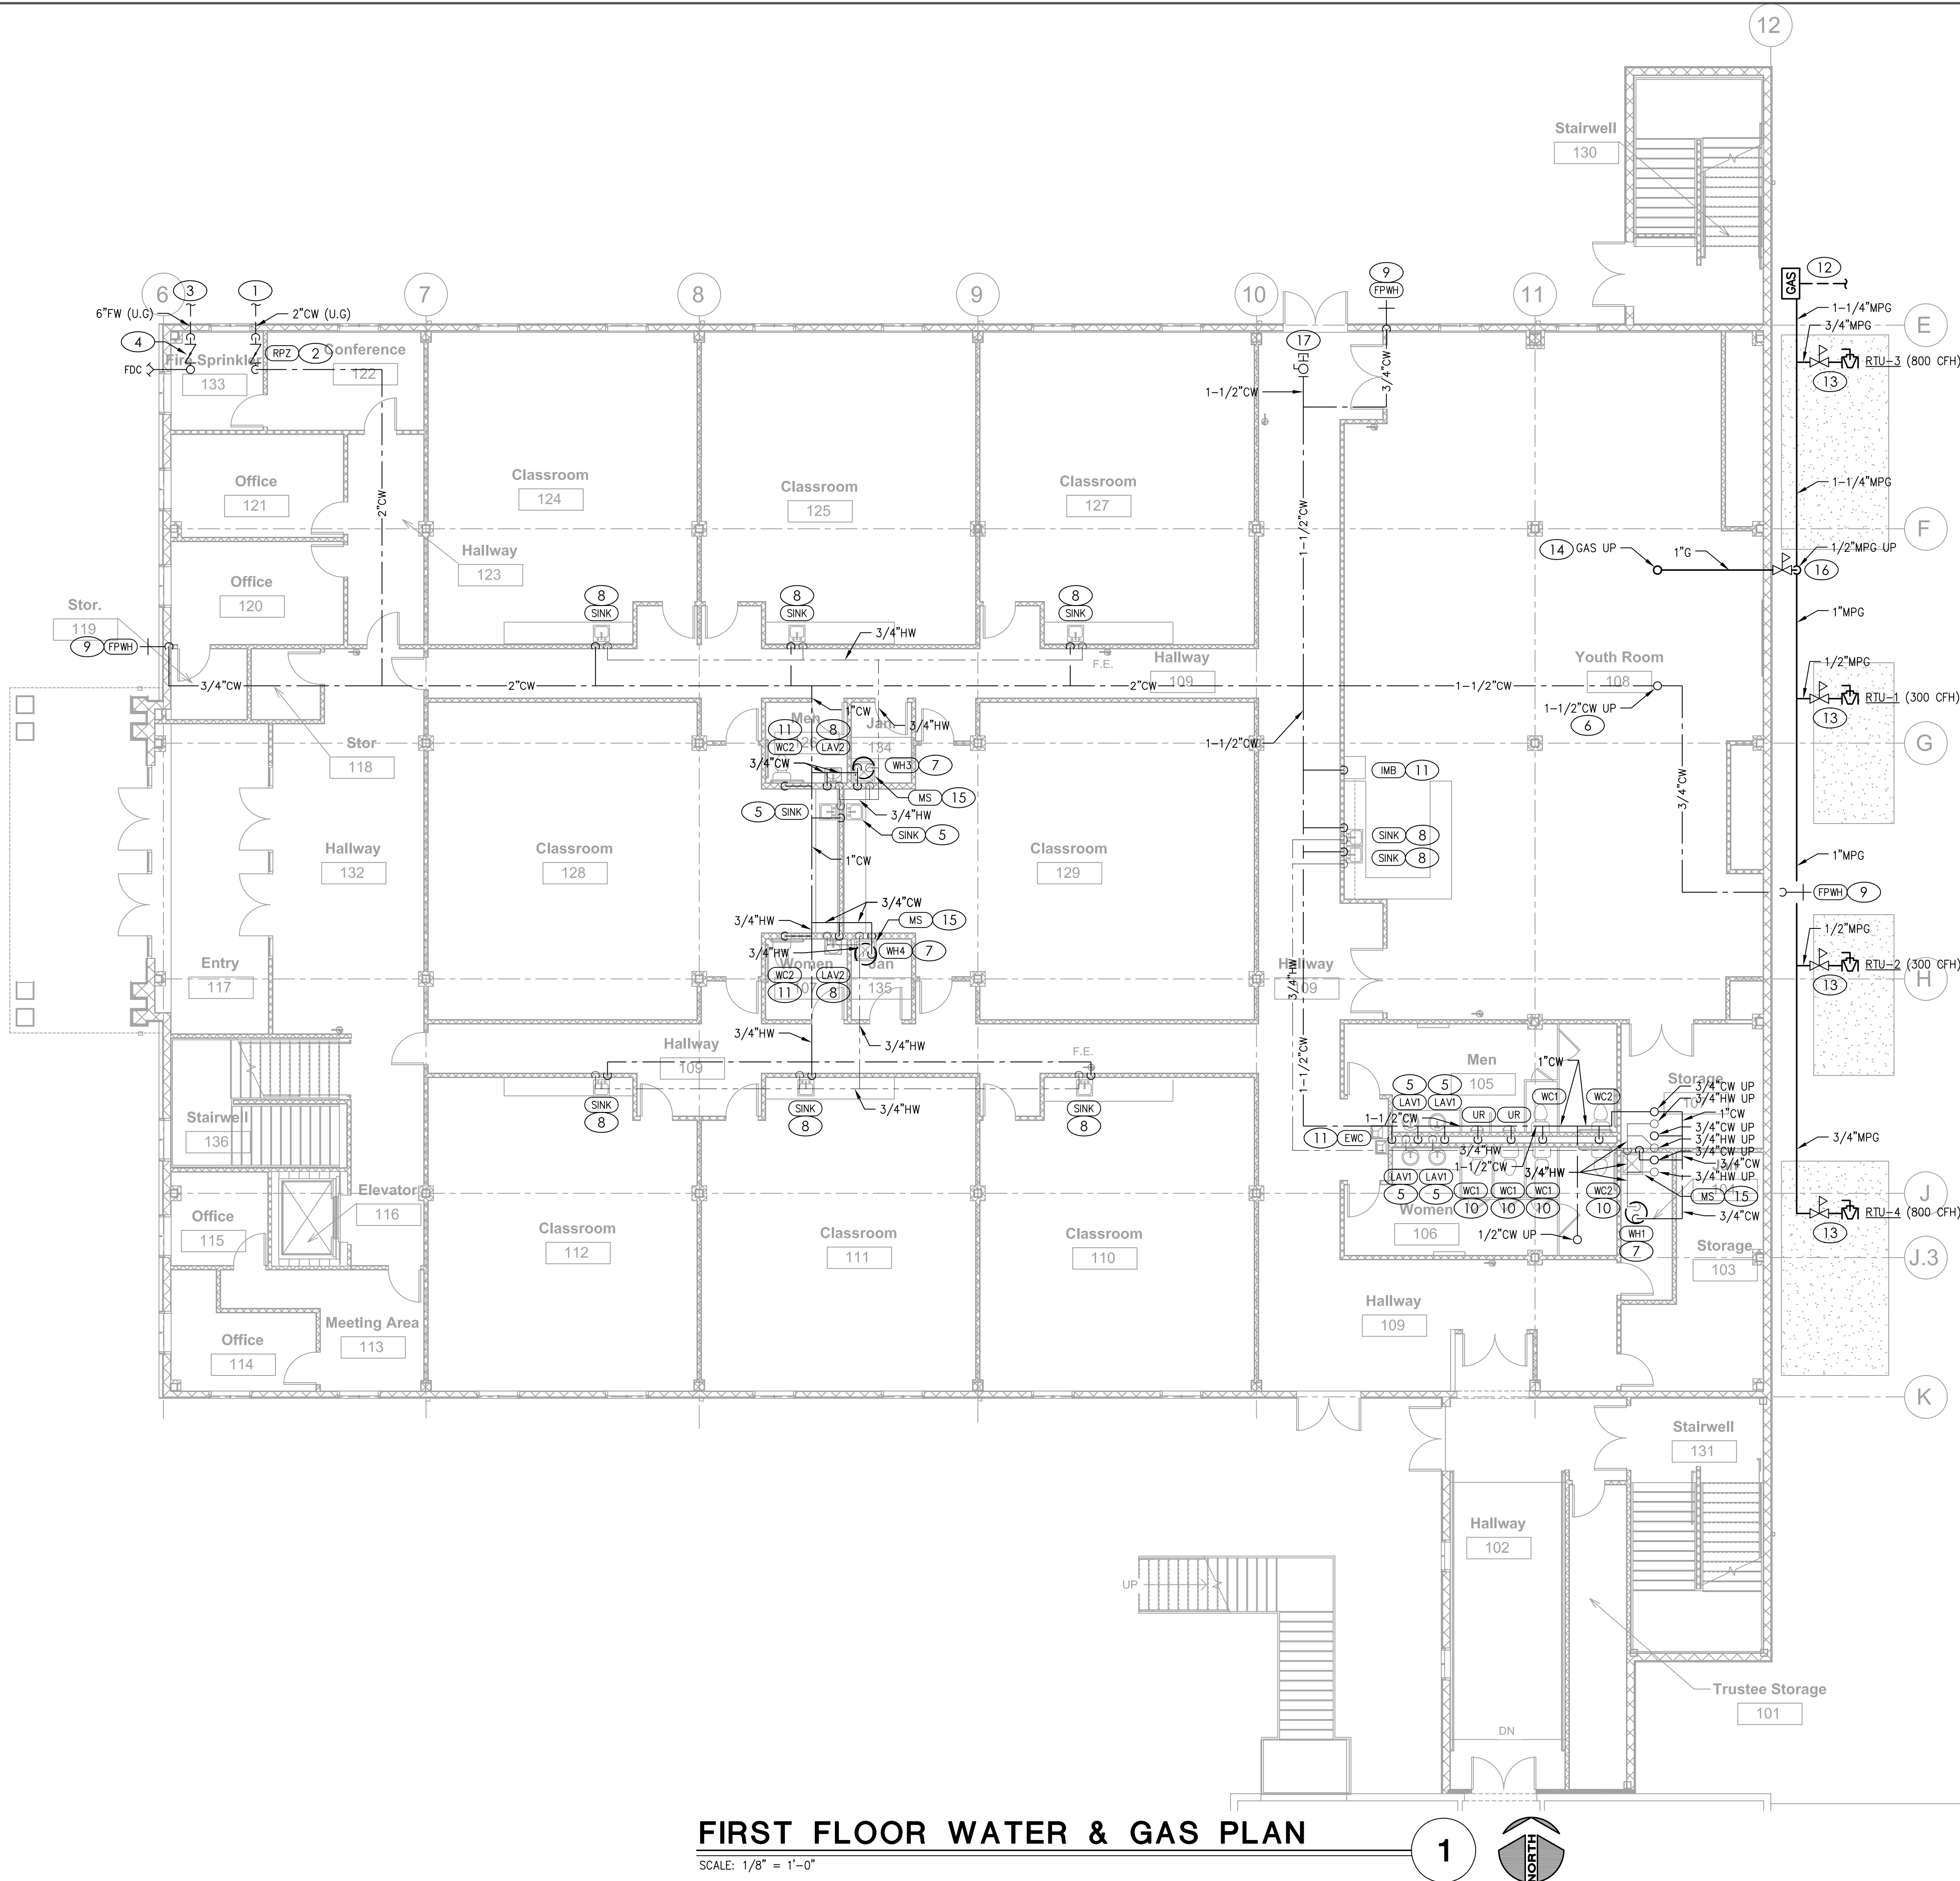 12
Stairwell
130
6
3
1
7
8
9
10
9
FPWH
11
GAS
12
6"FW (U.G)
2"CW (U.G)
1-1/4"MPG
3/4"MPG
E
4
RPZ
2
Conference
122
Fire Sprinkler
133
FDC
17
1-1/2"CW
3/4"CW
RTU-3 (800 CFH)
13
Office
121
2"CW
Classroom
124
Classroom
125
Classroom
127
1-1/2"CW
1-1/4"MPG
F
Hallway
123
14
GAS UP
1"G
1/2"MPG UP
16
Office
120
Stor.
119
8
SINK
8
SINK
8
SINK
1"MPG
9
FPWH
3/4"HW
F.E.
Hallway
109
Youth Room
108
1/2"MPG
3/4"CW
2"CW
2"CW
1-1/2"CW
RTU-1 (300 CFH)
13
1-1/2"CW UP
6
1"CW
3/4"HW
Men
11
8
WC2
LAV2
Jan.
134
Stor
118
1-1/2"CW
G
3/4"CW
WH3
7
IMB
11
MS
15
3/4"CW
5
SINK
3/4"HW
SINK
5
SINK
8
SINK
8
Hallway
132
Classroom
128
1"CW
Classroom
129
1"MPG
FPWH
9
3/4"HW
3/4"CW
MS
15
3/4"HW
WH4
7
1/2"MPG
Entry
117
Women
107
WC2
LAV2
11
8
Jan
135
Hallway
109
3/4"HW
RTU-2 (300 CFH)
13
H
3/4"HW
3/4"HW
1-1/2"CW
Hallway
109
F.E.
Men
105
1"CW
Storage
Stairwell
136
SINK
8
SINK
8
SINK
8
3/4"HW
5
5
LAV1
LAV1
UR
UR
WC1
WC2
1-1/2"CW
11
EWC
3/4"HW
1-1/2"CW
3/4"HW
3/4"CW UP
3/4"HW UP
1"CW
3/4"CW UP
3/4"HW UP
3/4"CW UP
3/4"CW
3/4"HW UP
3/4"MPG
MS
15
3/4"CW
LAV1
LAV1
WC1
WC1
WC1
WC2
5
5
10
10
10
10
Women
106
1/2"CW UP
WH1
7
J
RTU-4 (800 CFH)
13
Elevator
116
Office
115
Classroom
112
Classroom
111
Classroom
110
Storage
103
J.3
Meeting Area
113
Office
114
Hallway
109
K
Stairwell
131
Hallway
102
UP
Trustee Storage
101
DN
FIRST FLOOR WATER & GAS PLAN
1
NORTH
SCALE: 1/8" = 1'-0"